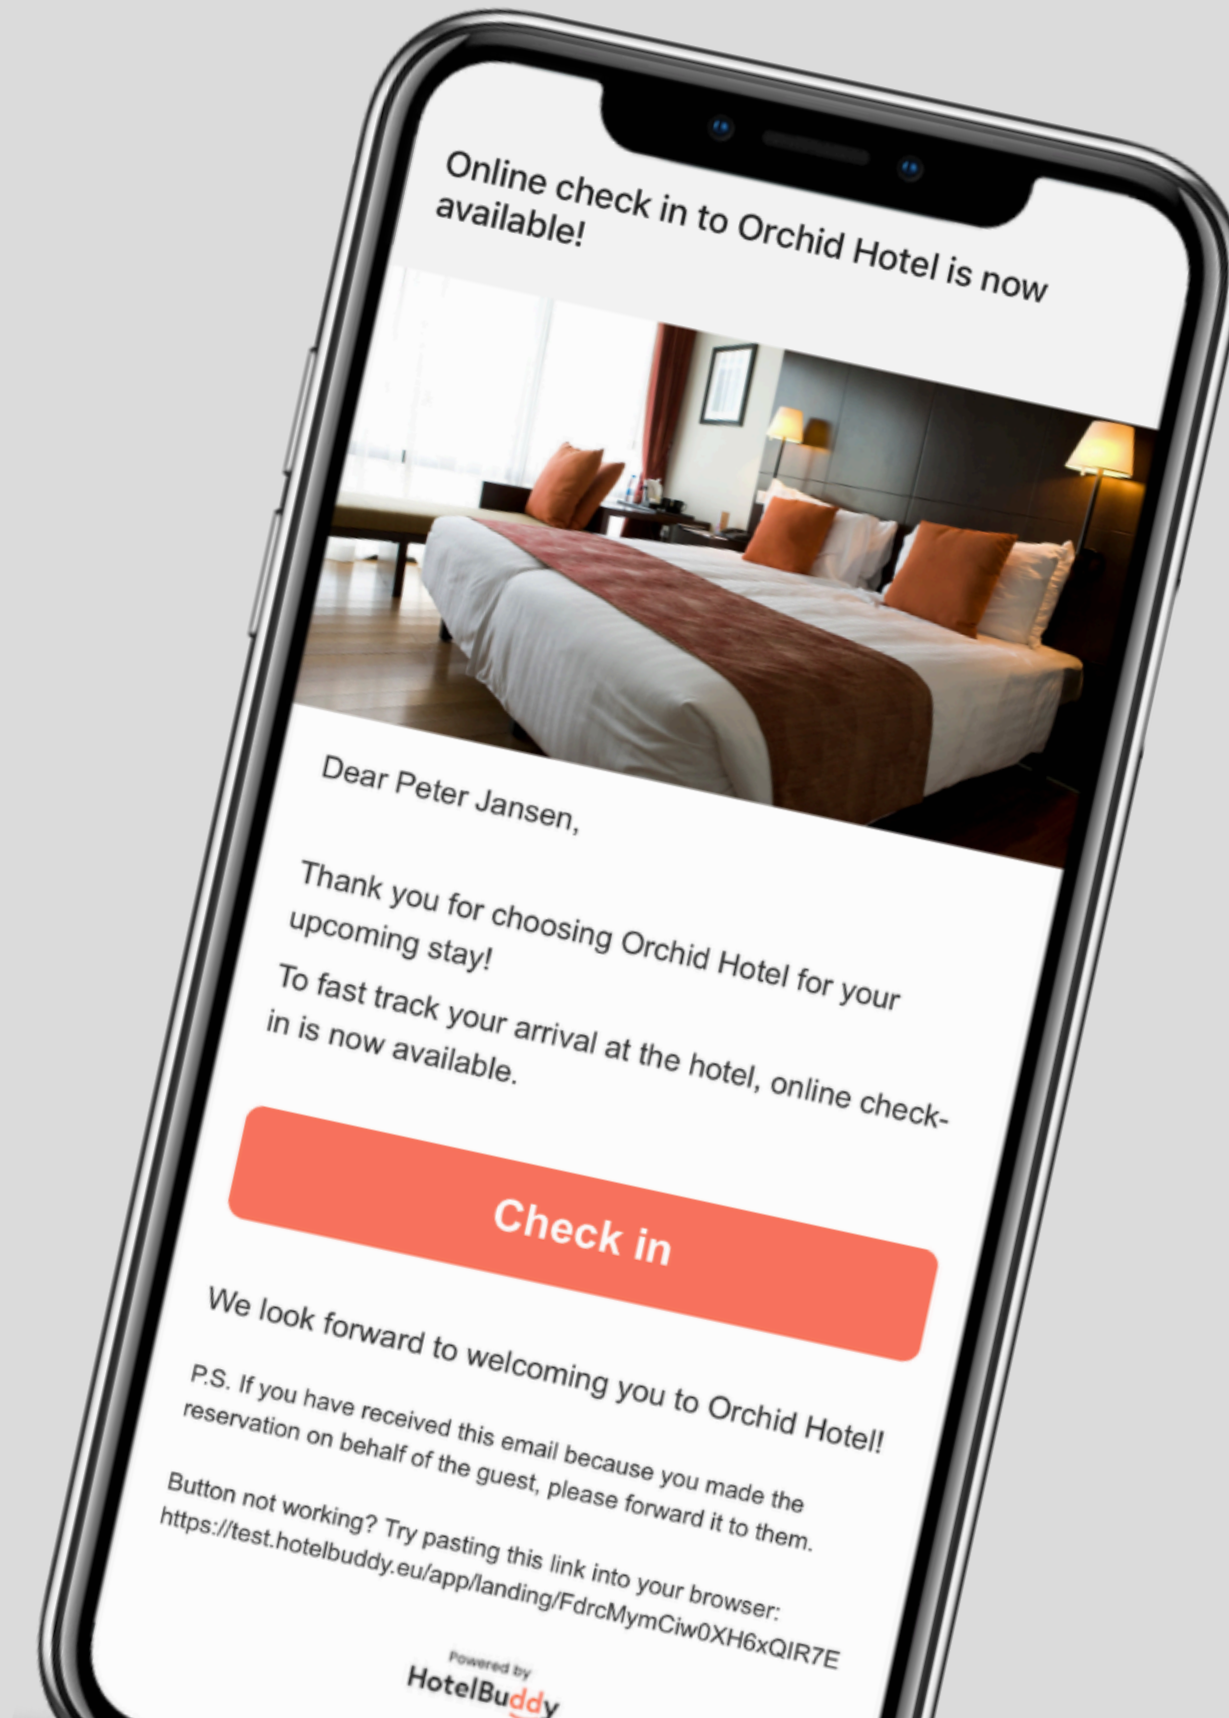 Online check in to Orchid Hotel is now
available!
Dear Peter Jansen,
Thank you for choosing Orchid Hotel for your
upcoming stay!
To fast track your arrival at the hotel, online check-
in is now available.
Check in
We look forward to welcoming you to Orchid Hotel!
P.S. If you have received this email because you made the
reservation on behalf of the guest, please forward it to them.
Button not working? Try pasting this link into your browser:
https://test.hotelbuddy.eu/app/landing/FdrcMymCiw0XH6xQIR7E
Powered by
HotelBuddy